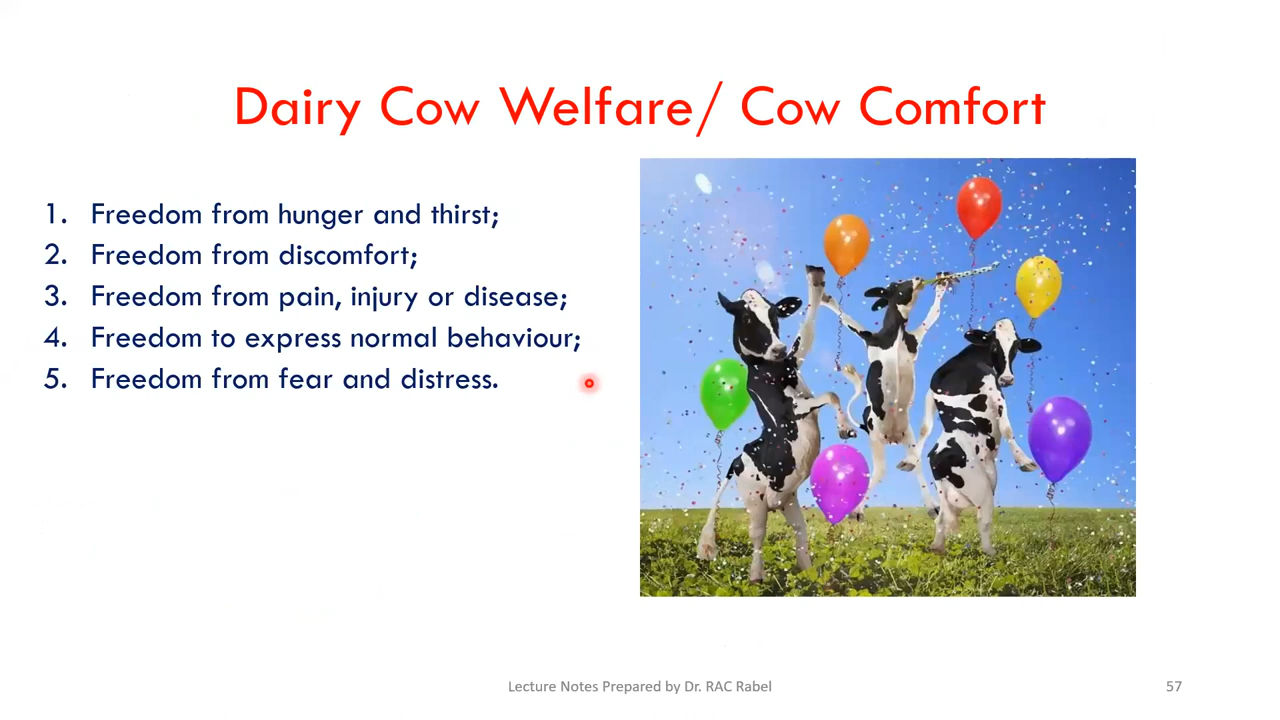 Dairy Cow Welfare/ Cow Comfort
1. Freedom from hunger and thirst;
2. Freedom from discomfort;
3. Freedom from pain, injury or disease;
4. Freedom to express normal behaviour;
5. Freedom from fear and distress.
Lecture Notes Prepared by Dr. RAC Rabel
57